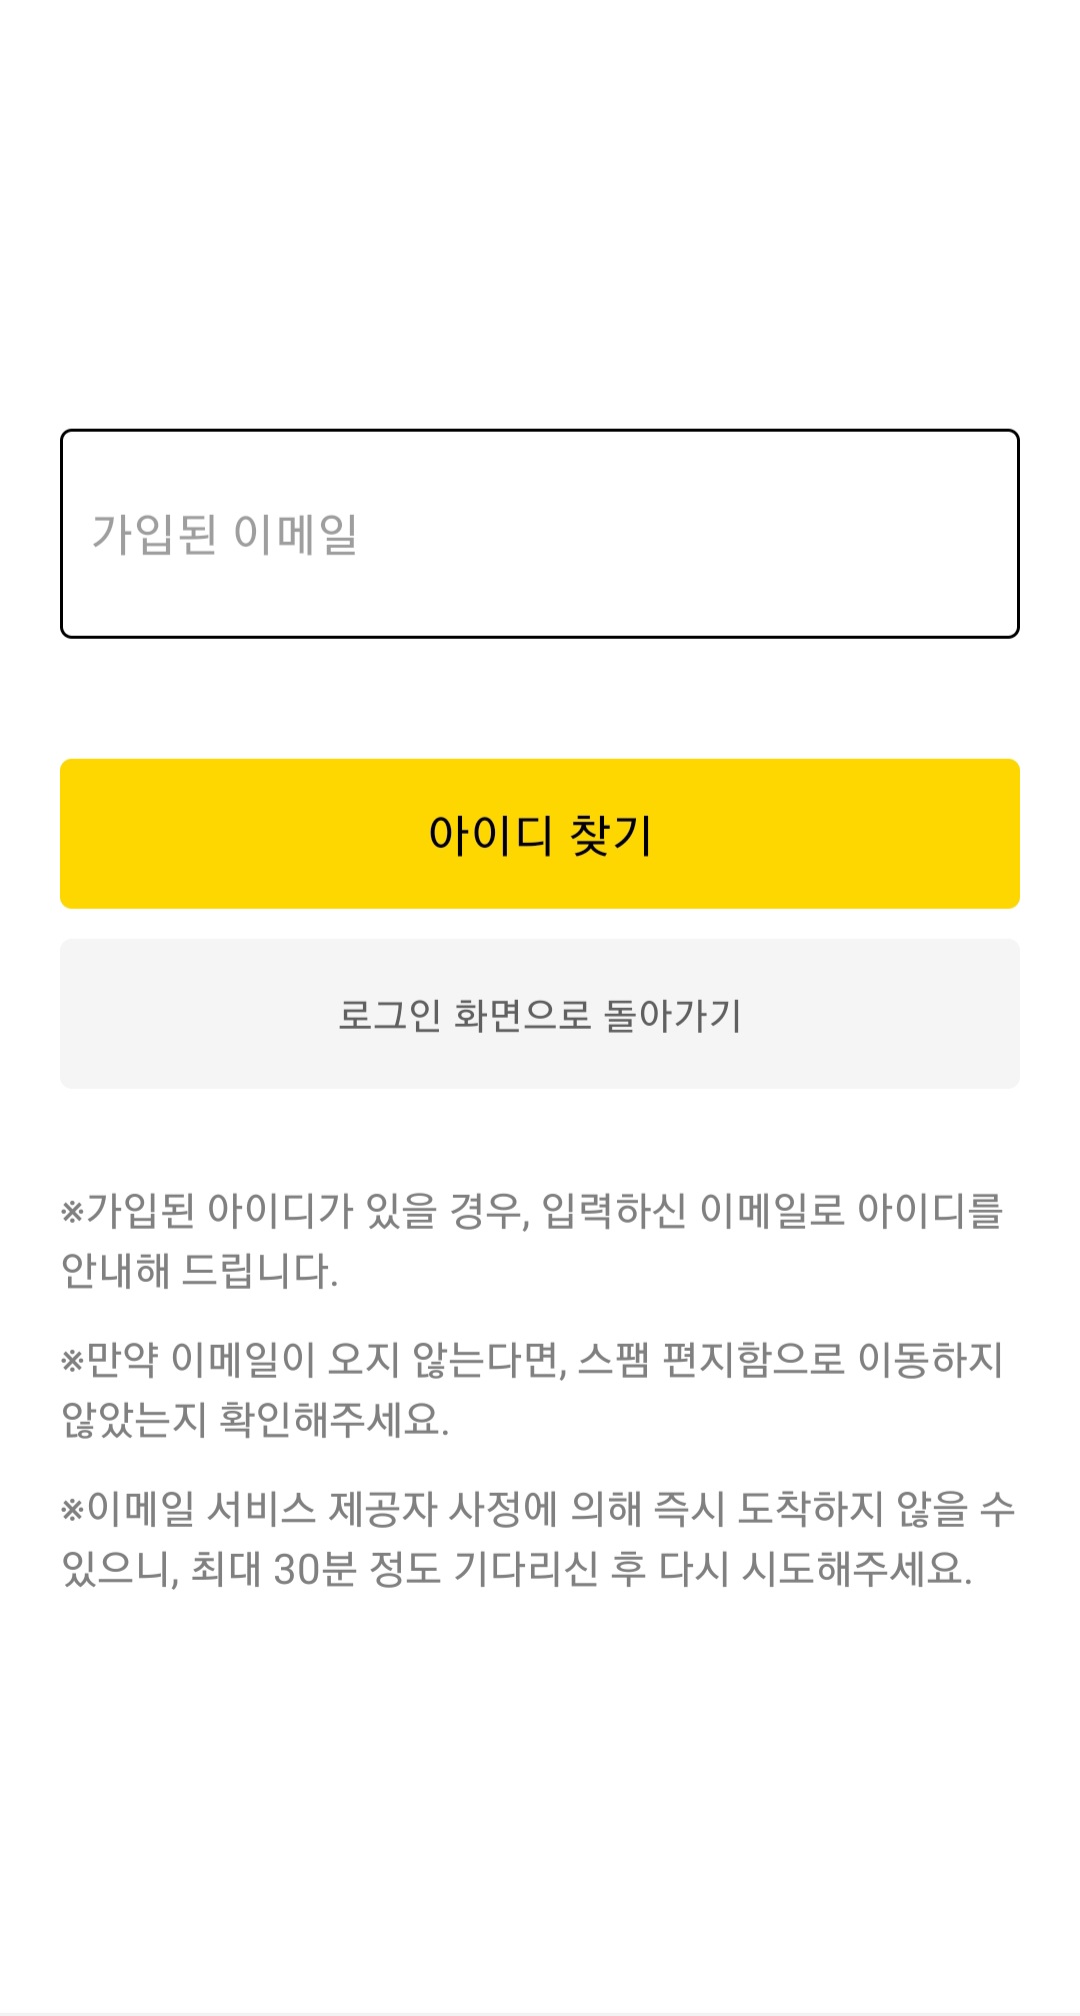 가입된 이메일
아이디 찾기
로그인 화면으로 돌아가기
※가입된 아이디가 있을 경우, 입력하신 이메일로 아이디를
안내해 드립니다.
※만약 이메일이 오지 않는다면, 스팸 편지함으로 이동하지
않았는지 확인해주세요.
※이메일 서비스 제공자 사정에 의해 즉시 도착하지 않을 수
있으니, 최대 30분 정도 기다리신 후 다시 시도해주세요.